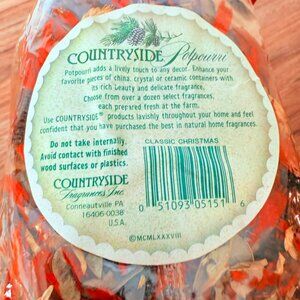 COUNTRYSIDE Potpourri
Potpourri adds a lively touch to any decor. Enhance your
favorite pieces of china, crystal or ceramic containers with
its rich beauty and delicate fragrance.
Choose from over a dozen select fragrances,
each prepared fresh at the farm.
Use COUNTRYSIDE® products lavishly throughout your home and feel
confident that you have purchased the best in natural home fragrances.
Do not take internally.
Avoid contact with finished
wood surfaces or plastics.
COUNTRYSIDE
Fragrances Inc.
Conneautville PA
16406-0038
U.S.A.
CLASSIC CHRISTMAS
0 51093 05151 6
©MCMLXXXVIII